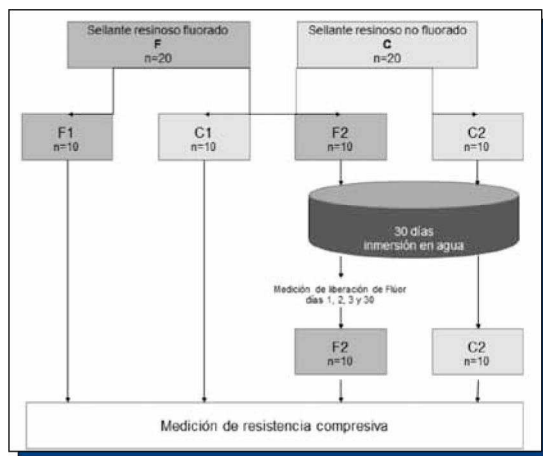 Sellante resinoso fluorado
F
n=20
Sellante resinoso no fluorado
C
n=20
F1
n=10
C1
n=10
F2
n=10
C2
n=10
30 días
inmersión en agua
Medición de liberación de Flúor
días 1, 2, 3 y 30
F2
n=10
C2
n=10
Medición de resistencia compresiva